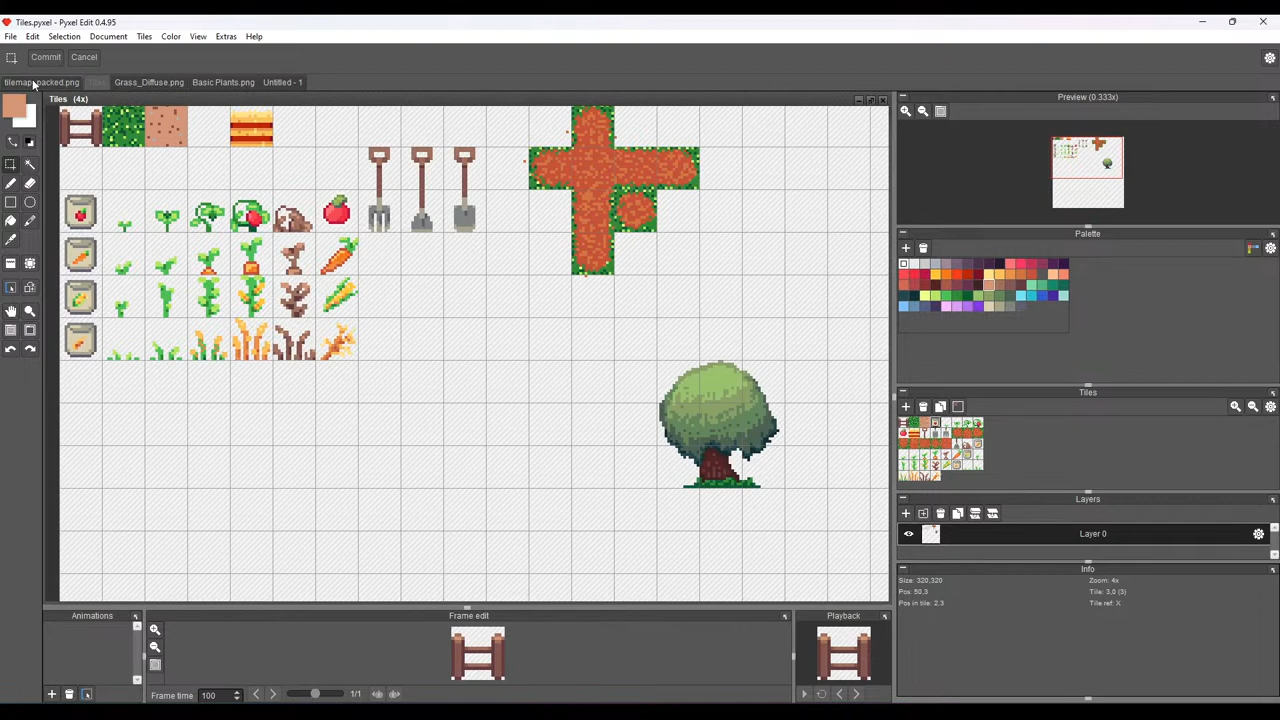 Tiles.pyxel - Pyxel Edit 0.4.95
File Edit Selection Document Tiles Color View Extras Help
Commit Cancel
tilemap_packed.png Tiles Grass_Diffuse.png Basic Plants.png Untitled - 1
Tiles (4x)
Preview (0.333x)
Palette
Tiles
Layers
Layer 0
Info
Size: 320,320 Zoom: 4x
Pos: 50,3 Tile: 3,0 (3)
Pos in tile: 2,3 Tile ref: X
Animations Frame edit Playback
Frame time 100 1/1